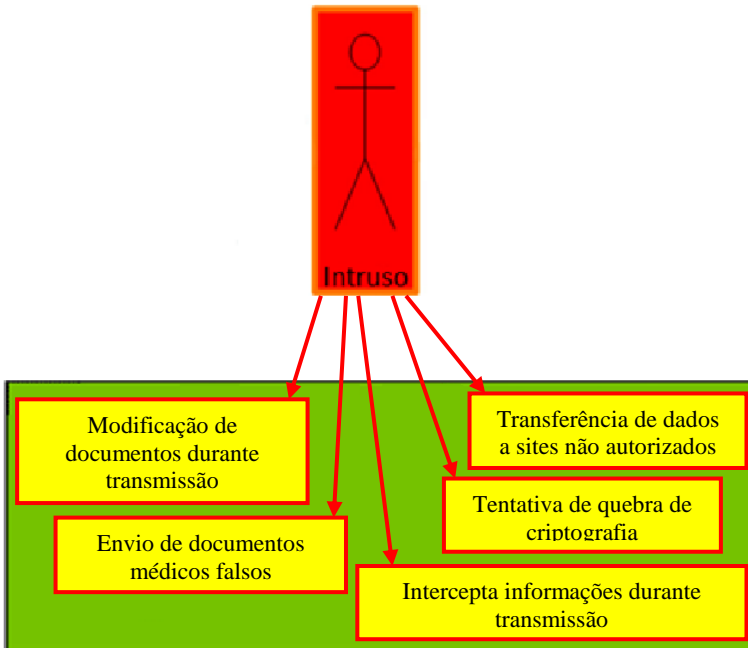 Intruso
Modificação de
documentos durante
transmissão
Transferência de dados
a sites não autorizados
Tentativa de quebra de
criptografia
Envio de documentos
médicos falsos
Intercepta informações durante
transmissão